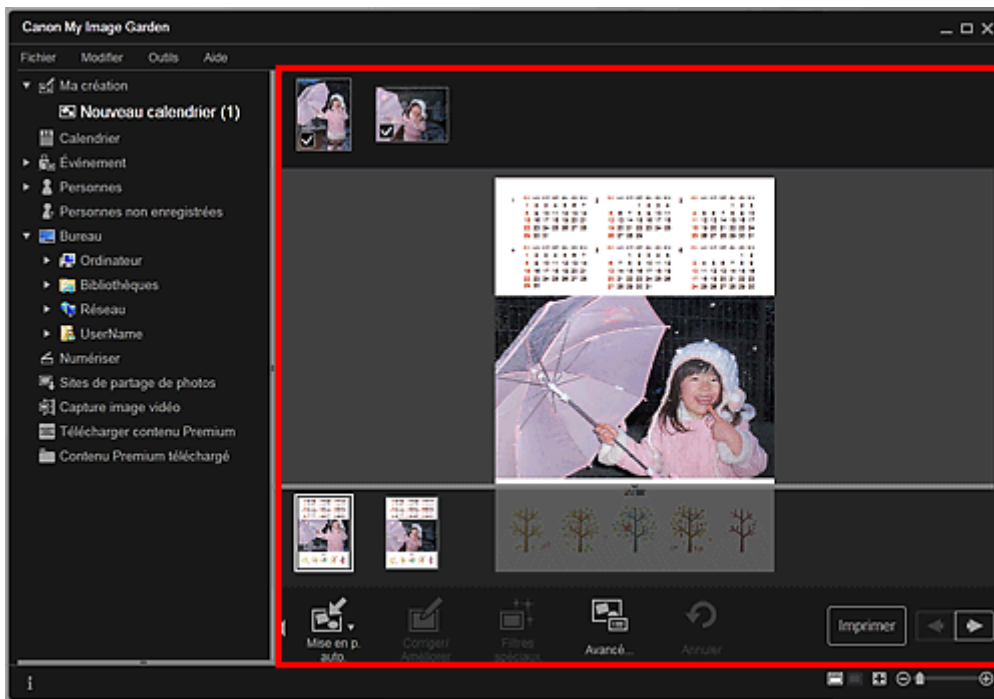 Canon My Image Garden
Fichier Modifier Outils Aide
Ma création
Nouveau calendrier (1)
Calendrier
Événement
Personnes
Personnes non enregistrées
Bureau
Ordinateur
Bibliothèques
Réseau
UserName
Numériser
Sites de partage de photos
Capture image vidéo
Télécharger contenu Premium
Contenu Premium téléchargé
Mise en p. auto.
Corriger/ Améliorer
Filtres spéciaux
Avancé...
Annuler
Imprimer